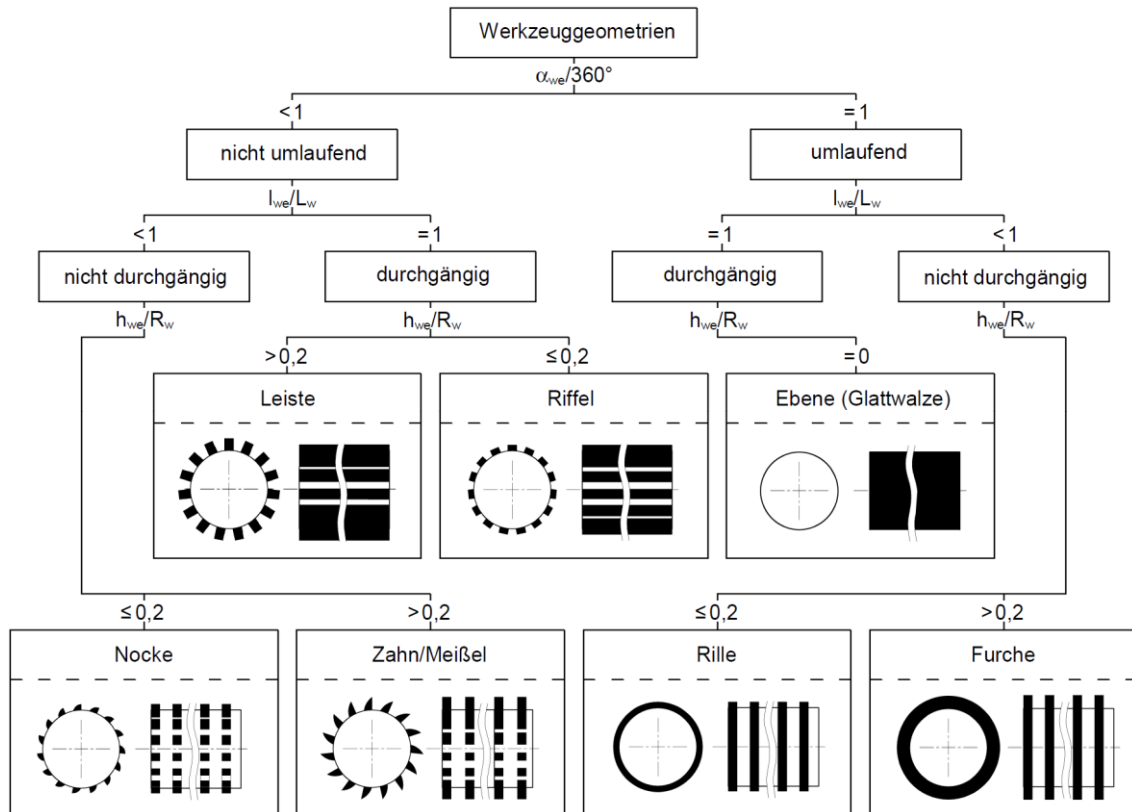 Werkzeuggeometrien
αwe/360°
<1
=1
nicht umlaufend
umlaufend
lwe/Lw
lwe/Lw
<1
=1
=1
<1
nicht durchgängig
durchgängig
durchgängig
nicht durchgängig
hwe/Rw
hwe/Rw
hwe/Rw
hwe/Rw
>0,2
≤0,2
=0
Leiste
Riffel
Ebene (Glattwalze)
≤0,2
>0,2
≤0,2
>0,2
Nocke
Zahn/Meißel
Rille
Furche